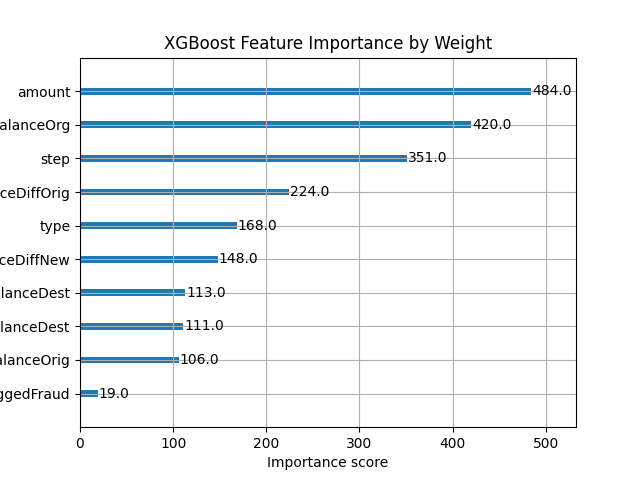 XGBoost Feature Importance by Weight
amount 484.0
alanceOrg 420.0
step 351.0
ceDiffOrig 224.0
type 168.0
ceDiffNew 148.0
lanceDest 113.0
lanceDest 111.0
alanceOrig 106.0
ggedFraud 19.0
0 100 200 300 400 500
Importance score